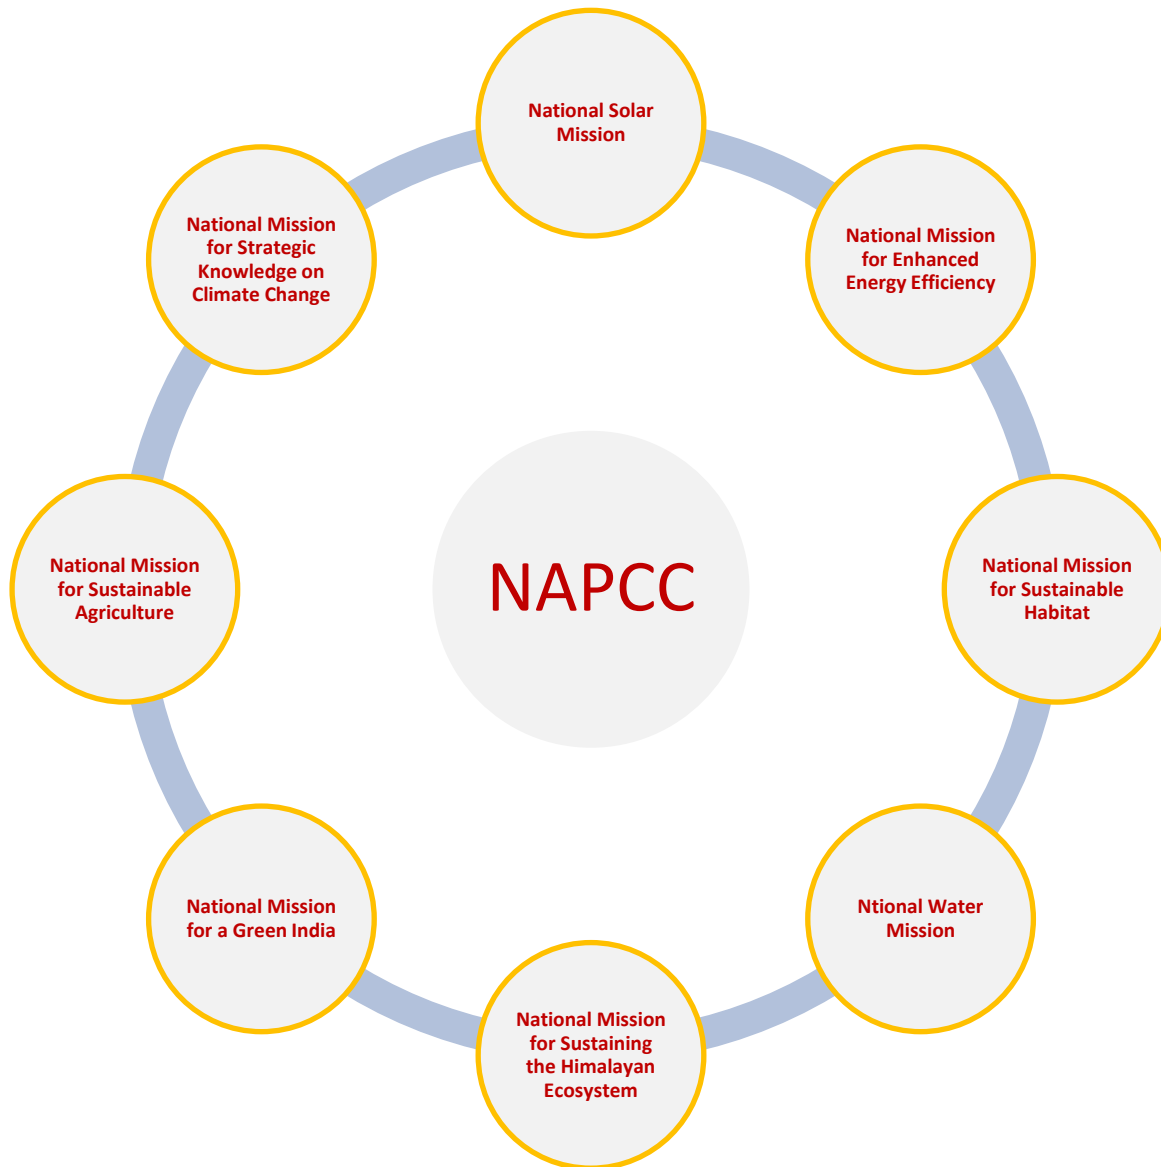 National Solar
Mission
National Mission
for Enhanced
Energy Efficiency
National Mission
for Sustainable
Habitat
Ntional Water
Mission
National Mission
for Sustaining
the Himalayan
Ecosystem
National Mission
for a Green India
National Mission
for Sustainable
Agriculture
National Mission
for Strategic
Knowledge on
Climate Change
NAPCC